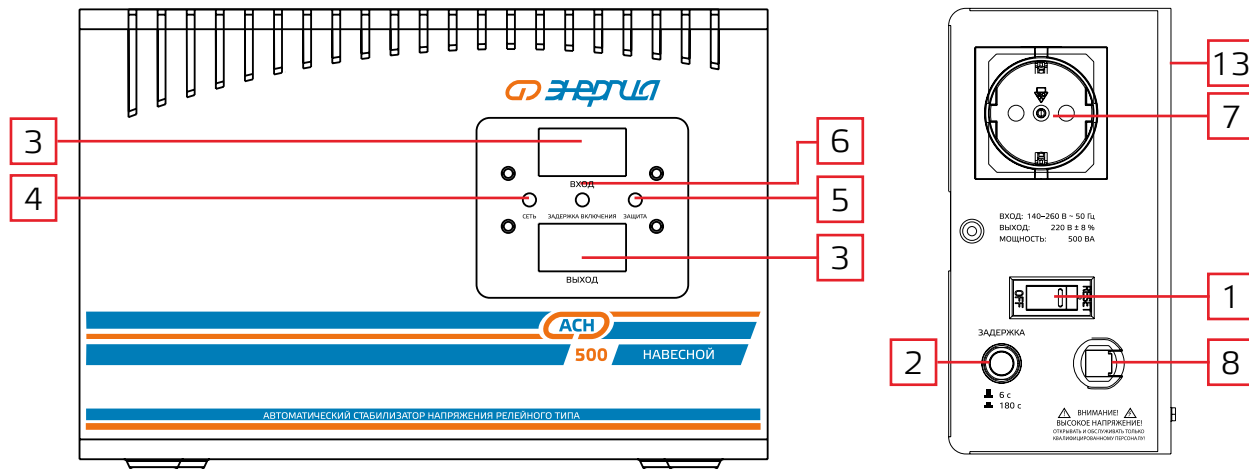 энергия
3
ВХОД
6
4
СЕТЬ
ЗАДЕРЖКА ВКЛЮЧЕНИЯ
ЗАЩИТА
5
3
ВЫХОД
АСН
500
НАВЕСНОЙ
АВТОМАТИЧЕСКИЙ СТАБИЛИЗАТОР НАПРЯЖЕНИЯ РЕЛЕЙНОГО ТИПА
13
7
ВХОД: 140–260 В ~ 50 Гц
ВЫХОД: 220 В ± 8 %
МОЩНОСТЬ: 500 ВА
OFF
RESET
1
ЗАДЕРЖКА
2
8
6 с
180 с
ВНИМАНИЕ!
ВЫСОКОЕ НАПРЯЖЕНИЕ!
ОТКРЫВАТЬ И ОБСЛУЖИВАТЬ ТОЛЬКО
КВАЛИФИЦИРОВАННОМУ ПЕРСОНАЛУ!